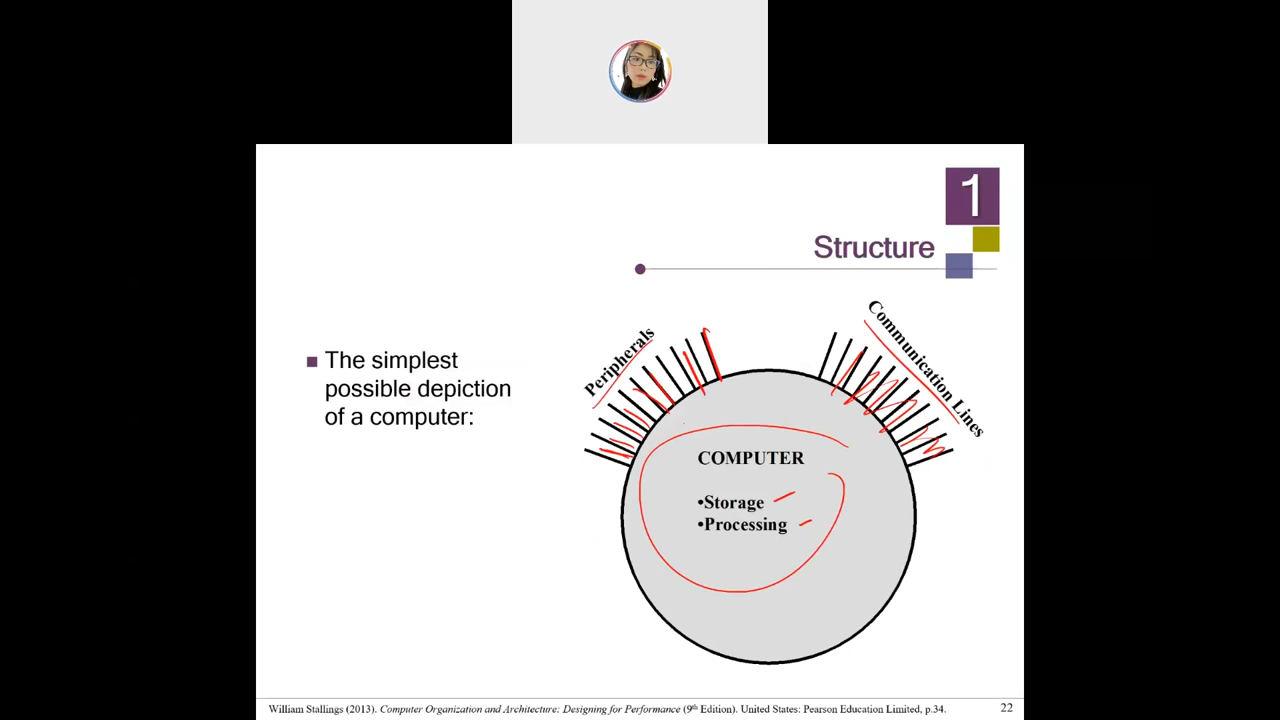 1
Structure
The simplest
possible depiction
of a computer:
Peripherals
Communication Lines
COMPUTER
•Storage
•Processing
William Stallings (2013). Computer Organization and Architecture: Designing for Performance (9th Edition). United States: Pearson Education Limited, p.34.
22